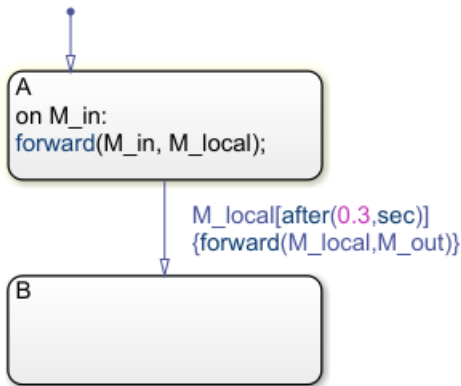 A
on M_in:
forward(M_in, M_local);
M_local[after(0.3,sec)]
{forward(M_local,M_out)}
B